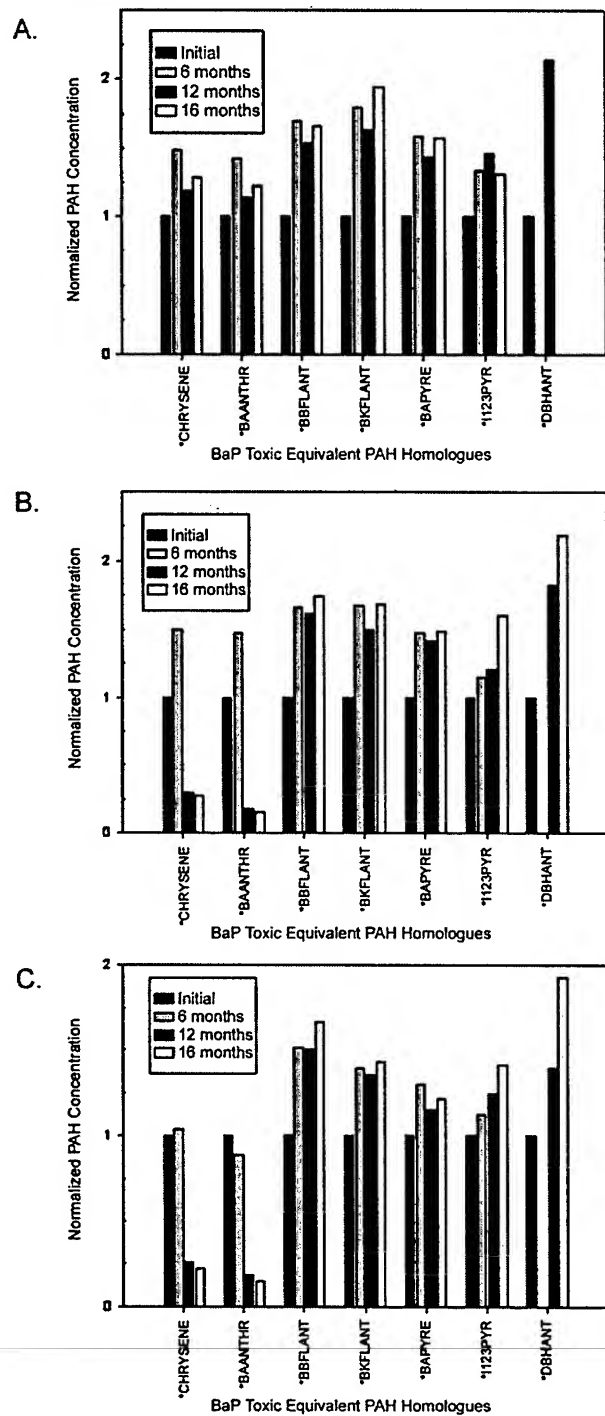 A.
Normalized PAH Concentration
2
1
0
Initial
6 months
12 months
16 months
*CHRYSENE
*BAANTHR
*BBFLANT
*BKFLANT
*BAPYRE
*I123PYR
*DBHANT
BaP Toxic Equivalent PAH Homologues
B.
Normalized PAH Concentration
2
1
0
Initial
6 months
12 months
16 months
*CHRYSENE
*BAANTHR
*BBFLANT
*BKFLANT
*BAPYRE
*I123PYR
*DBHANT
BaP Toxic Equivalent PAH Homologues
C.
Normalized PAH Concentration
2
1
0
Initial
6 months
12 months
16 months
*CHRYSENE
*BAANTHR
*BBFLANT
*BKFLANT
*BAPYRE
*I123PYR
*DBHANT
BaP Toxic Equivalent PAH Homologues